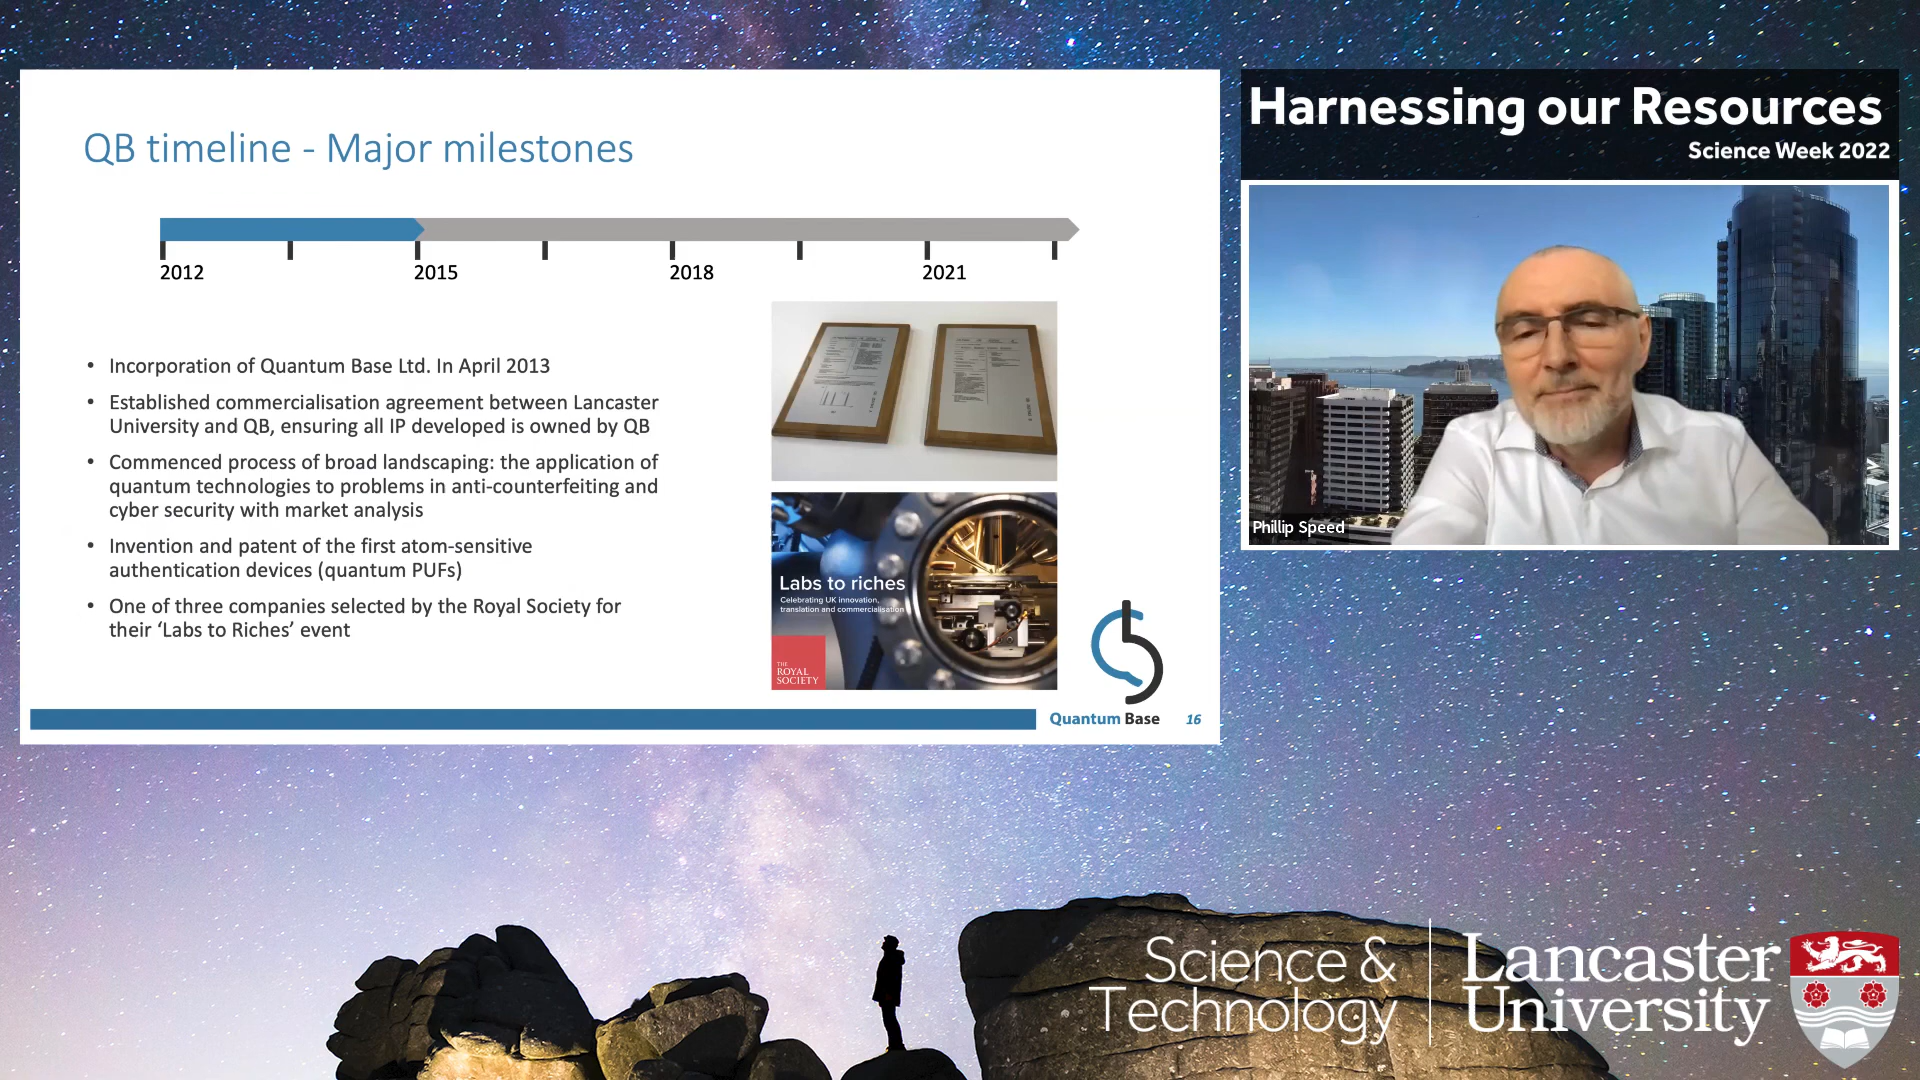 QB timeline - Major milestones
2012
2015
2018
2021
• Incorporation of Quantum Base Ltd. In April 2013
• Established commercialisation agreement between Lancaster
University and QB, ensuring all IP developed is owned by QB
• Commenced process of broad landscaping: the application of
quantum technologies to problems in anti-counterfeiting and
cyber security with market analysis
• Invention and patent of the first atom-sensitive
authentication devices (quantum PUFs)
• One of three companies selected by the Royal Society for
their ‘Labs to Riches’ event
Labs to riches
Celebrating UK innovation,
translation and commercialisation
THE
ROYAL
SOCIETY
Quantum Base
16
Harnessing our Resources
Science Week 2022
Phillip Speed
Science &
Technology
Lancaster
University